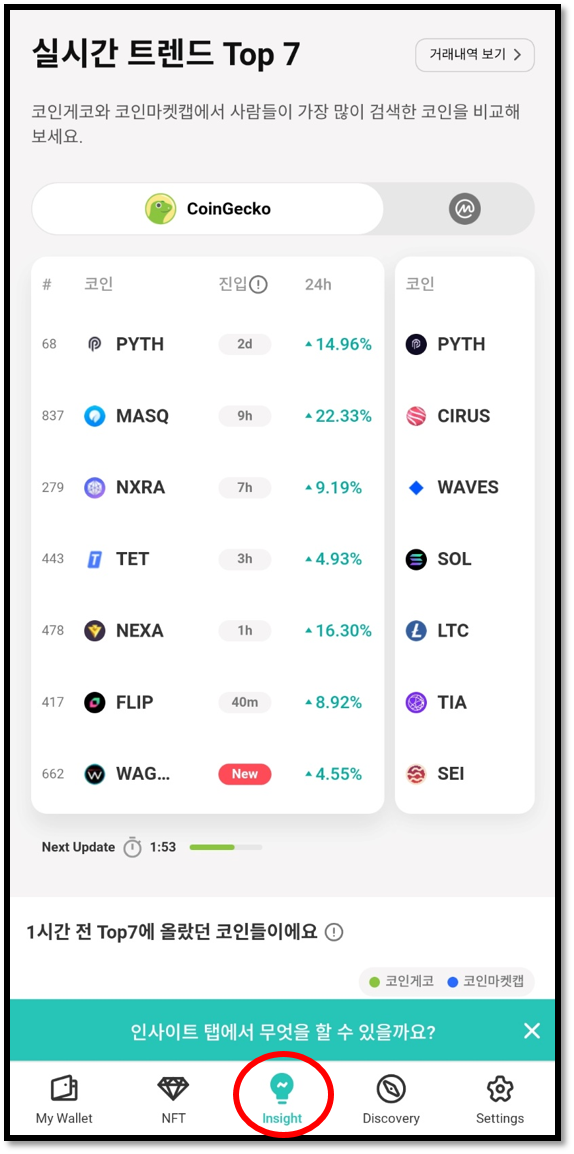 실시간 트렌드 Top 7
거래내역 보기
코인게코와 코인마켓캡에서 사람들이 가장 많이 검색한 코인을 비교해
보세요.
CoinGecko
# 코인 진입 24h 코인
68 PYTH 2d 14.96% PYTH
837 MASQ 9h 22.33% CIRUS
279 NXRA 7h 9.19% WAVES
443 TET 3h 4.93% SOL
478 NEXA 1h 16.30% LTC
417 FLIP 40m 8.92% TIA
662 WAG... New 4.55% SEI
Next Update 1:53
1시간 전 Top7에 올랐던 코인들이에요
코인게코 코인마켓캡
인사이트 탭에서 무엇을 할 수 있을까요?
My Wallet NFT Insight Discovery Settings